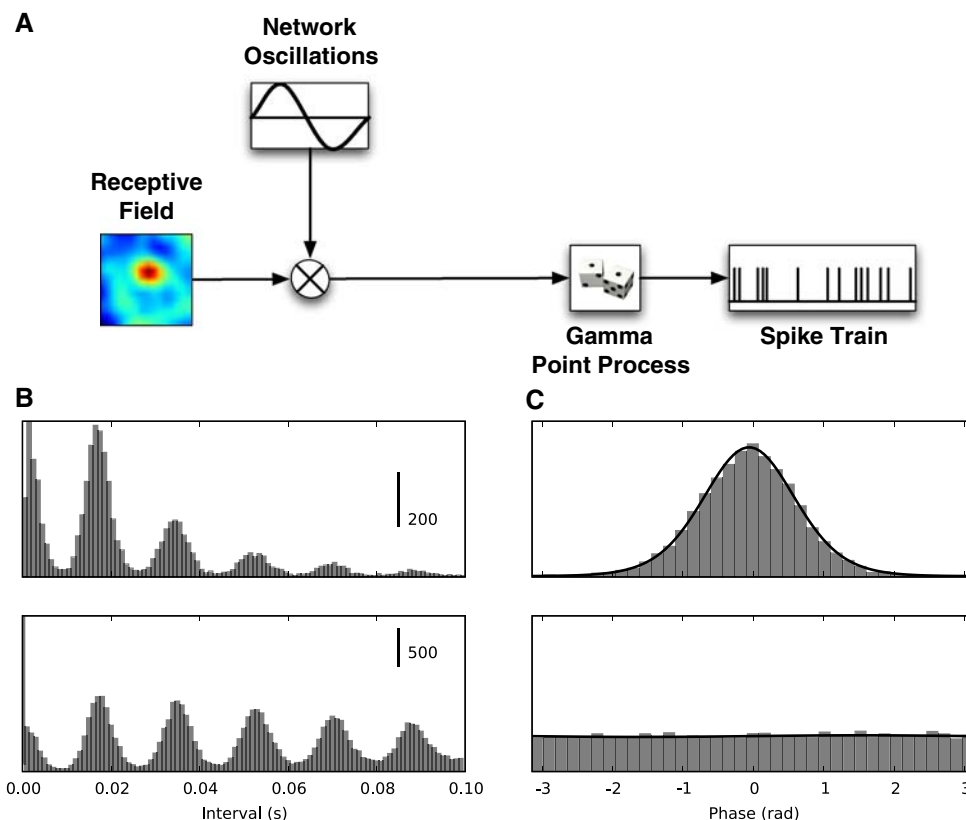 A
Network
Oscillations
Receptive
Field
Gamma
Point Process
Spike Train
B
C
200
500
0.00 0.02 0.04 0.06 0.08 0.10
Interval (s)
-3 -2 -1 0 1 2 3
Phase (rad)